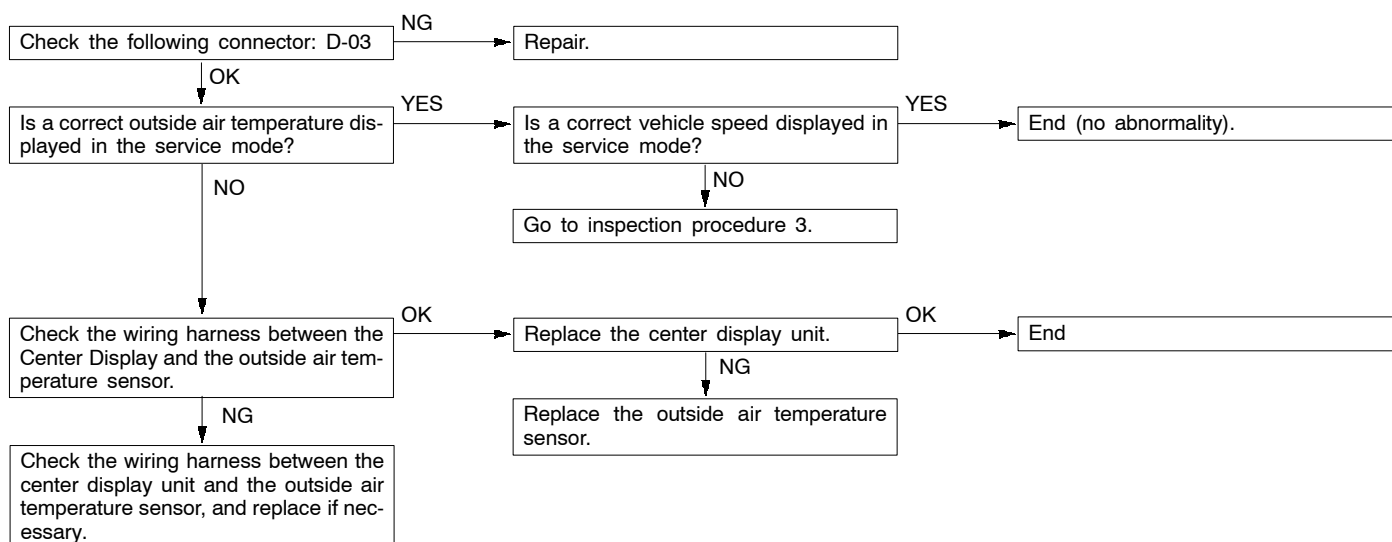 Check the following connector: D-03
NG
Repair.
OK
Is a correct outside air temperature dis-
played in the service mode?
YES
Is a correct vehicle speed displayed in
the service mode?
YES
End (no abnormality).
NO
NO
Go to inspection procedure 3.
Check the wiring harness between the
Center Display and the outside air tem-
perature sensor.
OK
Replace the center display unit.
OK
End
NG
NG
Replace the outside air temperature
sensor.
Check the wiring harness between the
center display unit and the outside air
temperature sensor, and replace if nec-
essary.